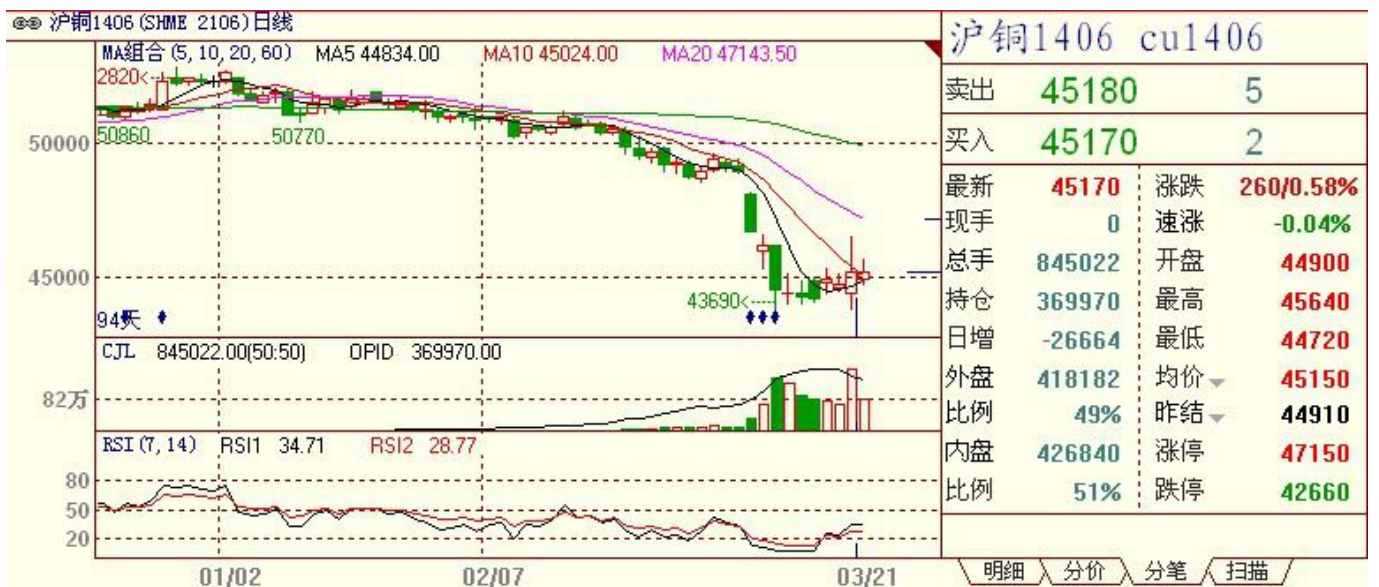 沪铜1406(SHME 2106)日线
MA组合(5,10,20,60) MA5 44834.00 MA10 45024.00 MA20 47143.50
2820<
50860
50770
50000
45000
43690<
94天
CJL 845022.00(50:50) OPID 369970.00
82万
RSI(7,14) RSI1 34.71 RSI2 28.77
80
50
20
01/02 02/07 03/21
沪铜1406 cu1406
卖出 45180 5
买入 45170 2
最新 45170 涨跌 260/0.58%
现手 0 速涨 -0.04%
总手 845022 开盘 44900
持仓 369970 最高 45640
日增 -26664 最低 44720
外盘 418182 均价 45150
比例 49% 昨结 44910
内盘 426840 涨停 47150
比例 51% 跌停 42660
明细 分价 分笔 扫描